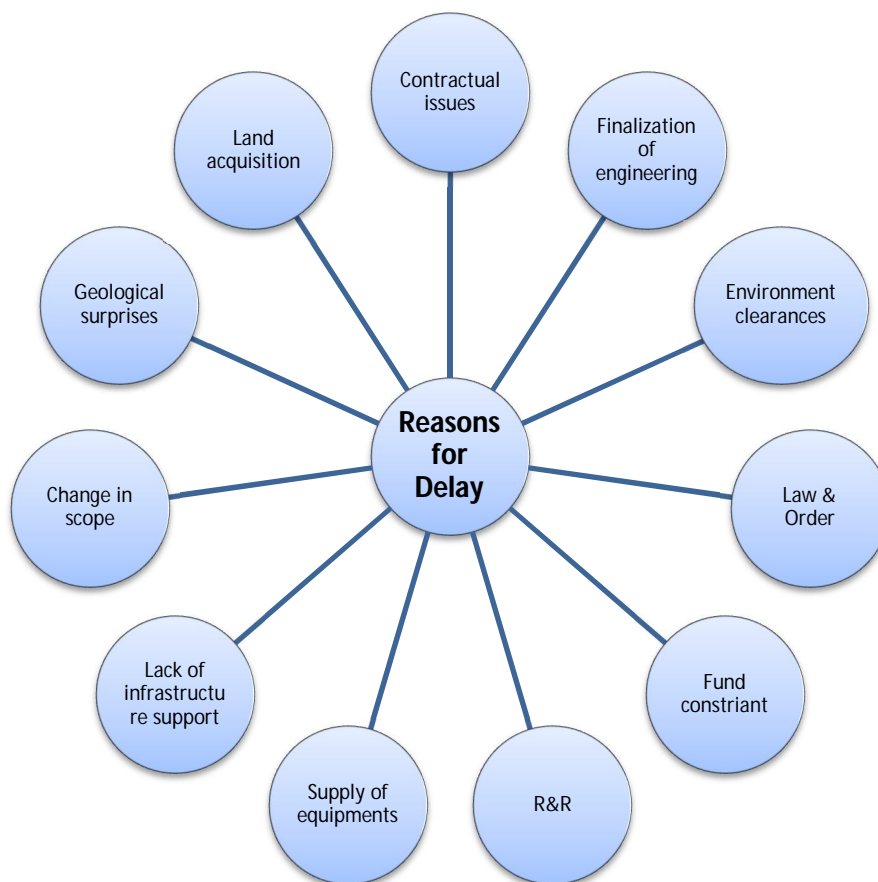 Contractual
issues
Finalization
of
engineering
Environment
clearances
Law &
Order
Fund
constriant
R&R
Supply of
equipments
Lack of
infrastructu
re support
Change in
scope
Geological
surprises
Land
acquisition
Reasons
for
Delay